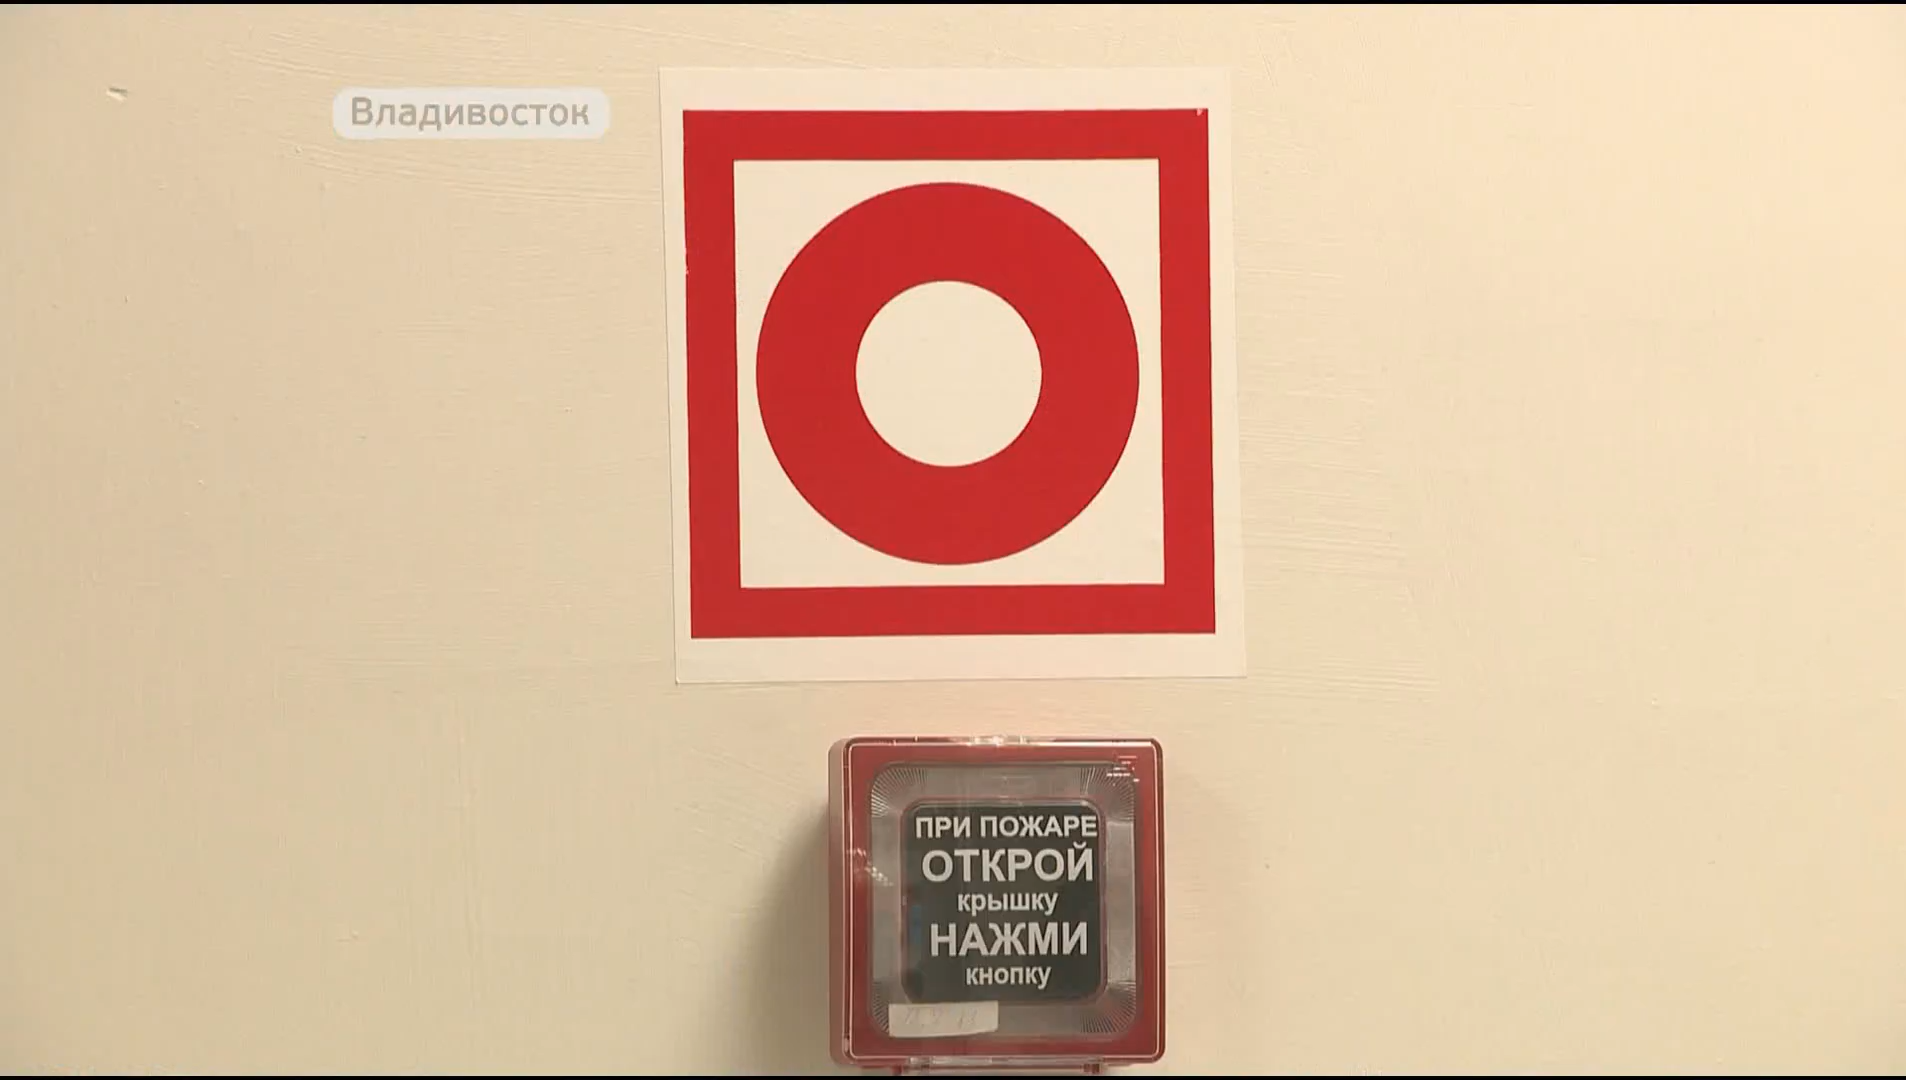 Владивосток
ПРИ ПОЖАРЕ
ОТКРОЙ
крышку
НАЖМИ
кнопку